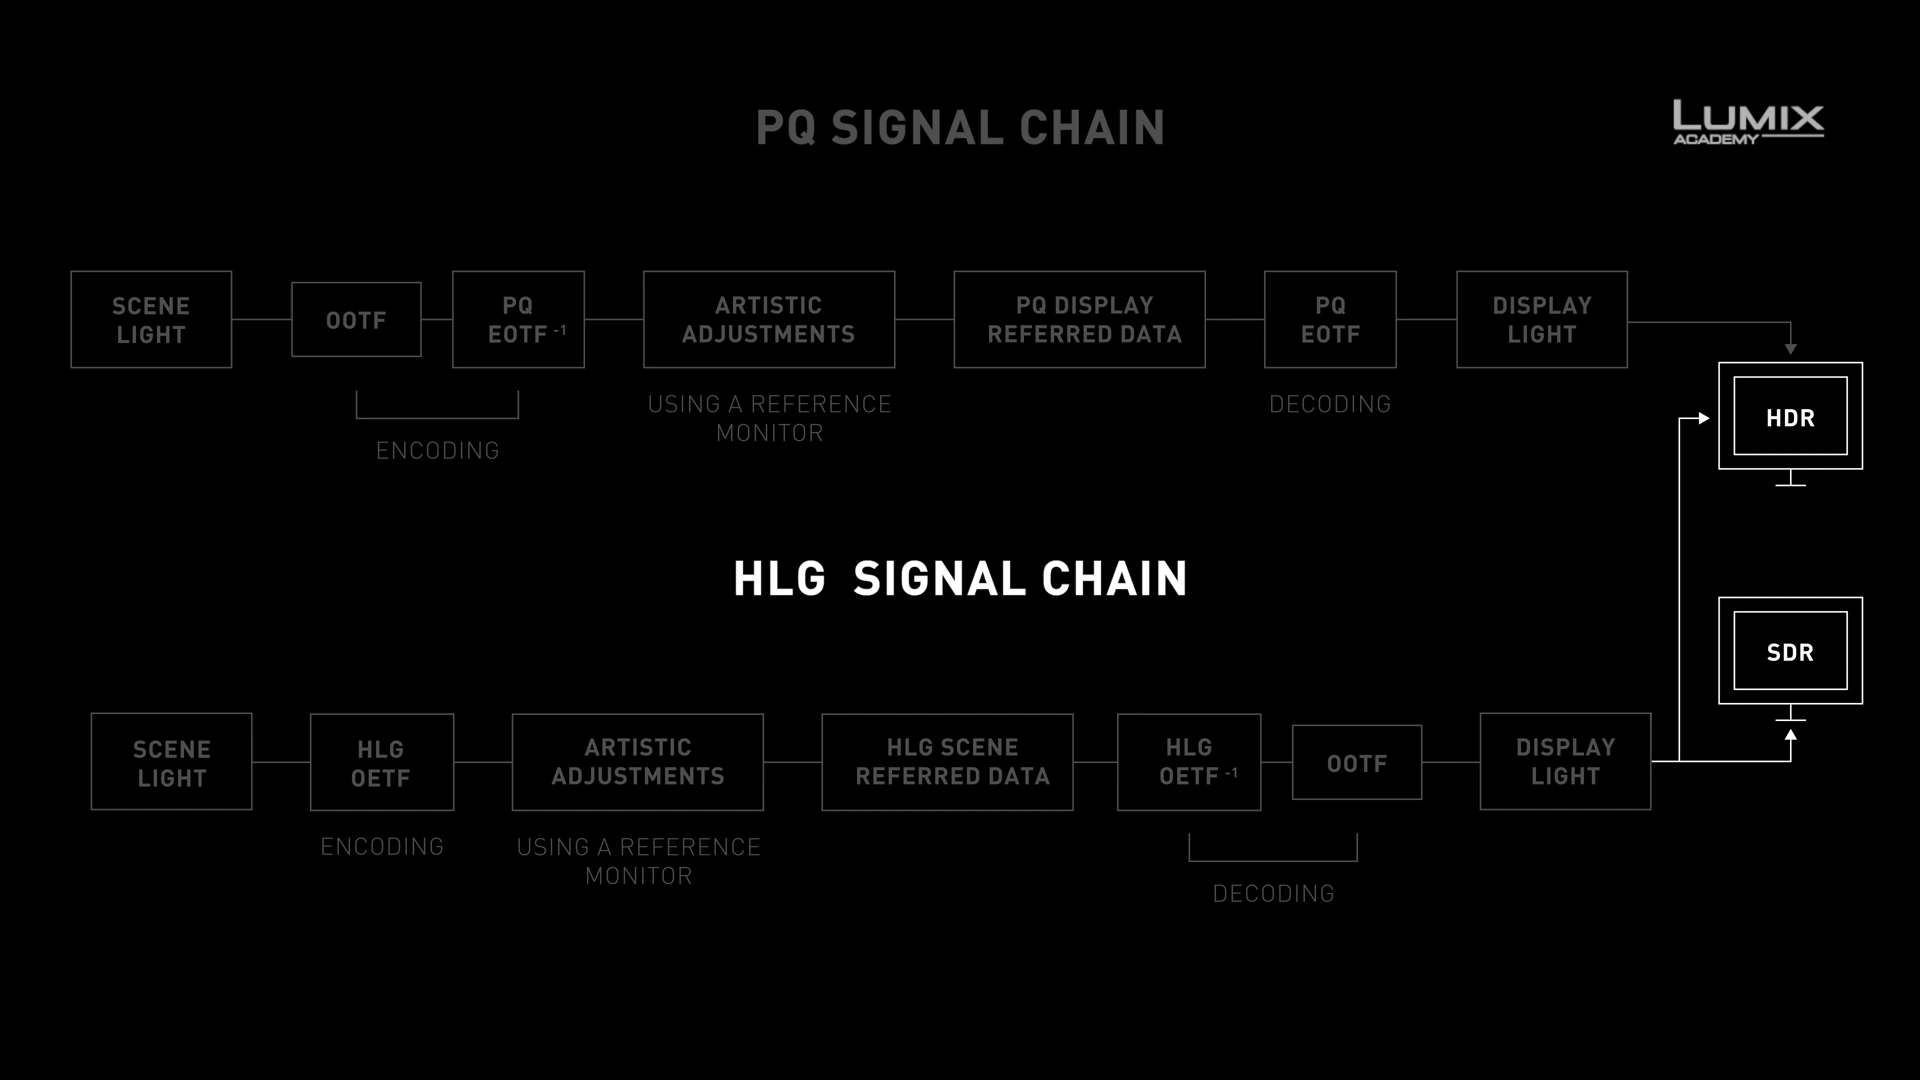 PQ SIGNAL CHAIN
LUMIX
ACADEMY
SCENE
LIGHT
OOTF
PQ
EOTF -1
ARTISTIC
ADJUSTMENTS
PQ DISPLAY
REFERRED DATA
PQ
EOTF
DISPLAY
LIGHT
ENCODING
USING A REFERENCE
MONITOR
DECODING
HDR
HLG SIGNAL CHAIN
SDR
SCENE
LIGHT
HLG
OETF
ARTISTIC
ADJUSTMENTS
HLG SCENE
REFERRED DATA
HLG
OETF -1
OOTF
DISPLAY
LIGHT
ENCODING
USING A REFERENCE
MONITOR
DECODING